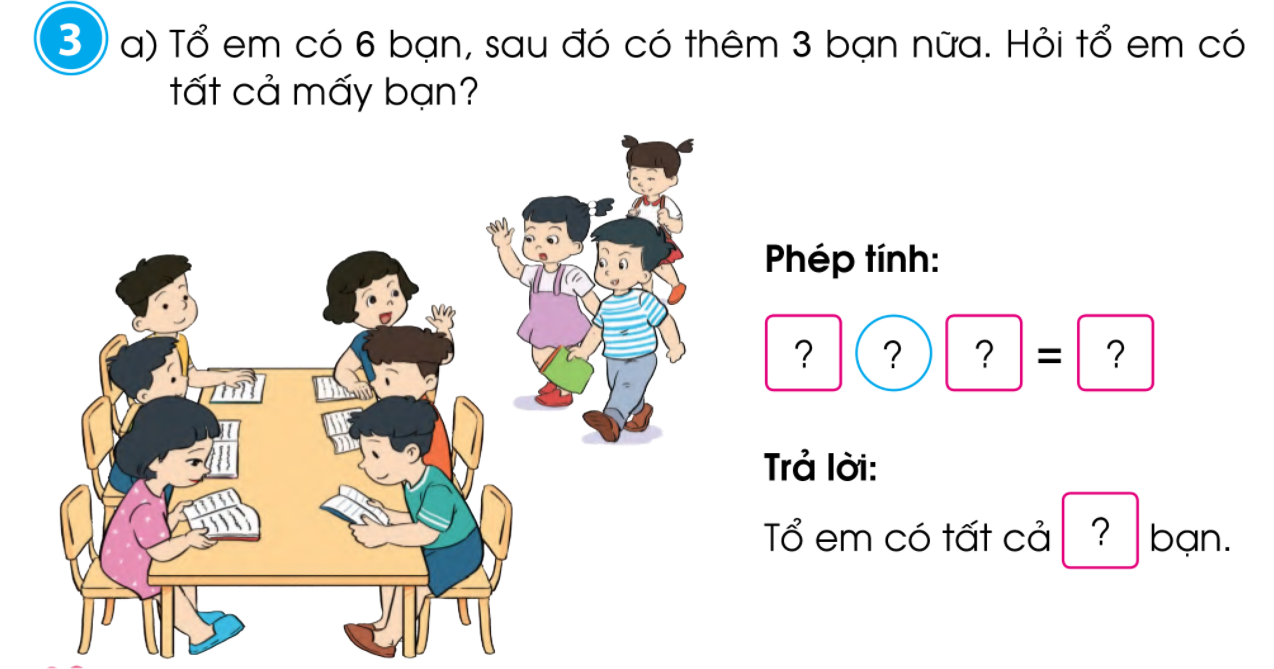 3 a) Tổ em có 6 bạn, sau đó có thêm 3 bạn nữa. Hỏi tổ em có
tất cả mấy bạn?
Phép tính:
? ? ? = ?
Trả lời:
Tổ em có tất cả ? bạn.